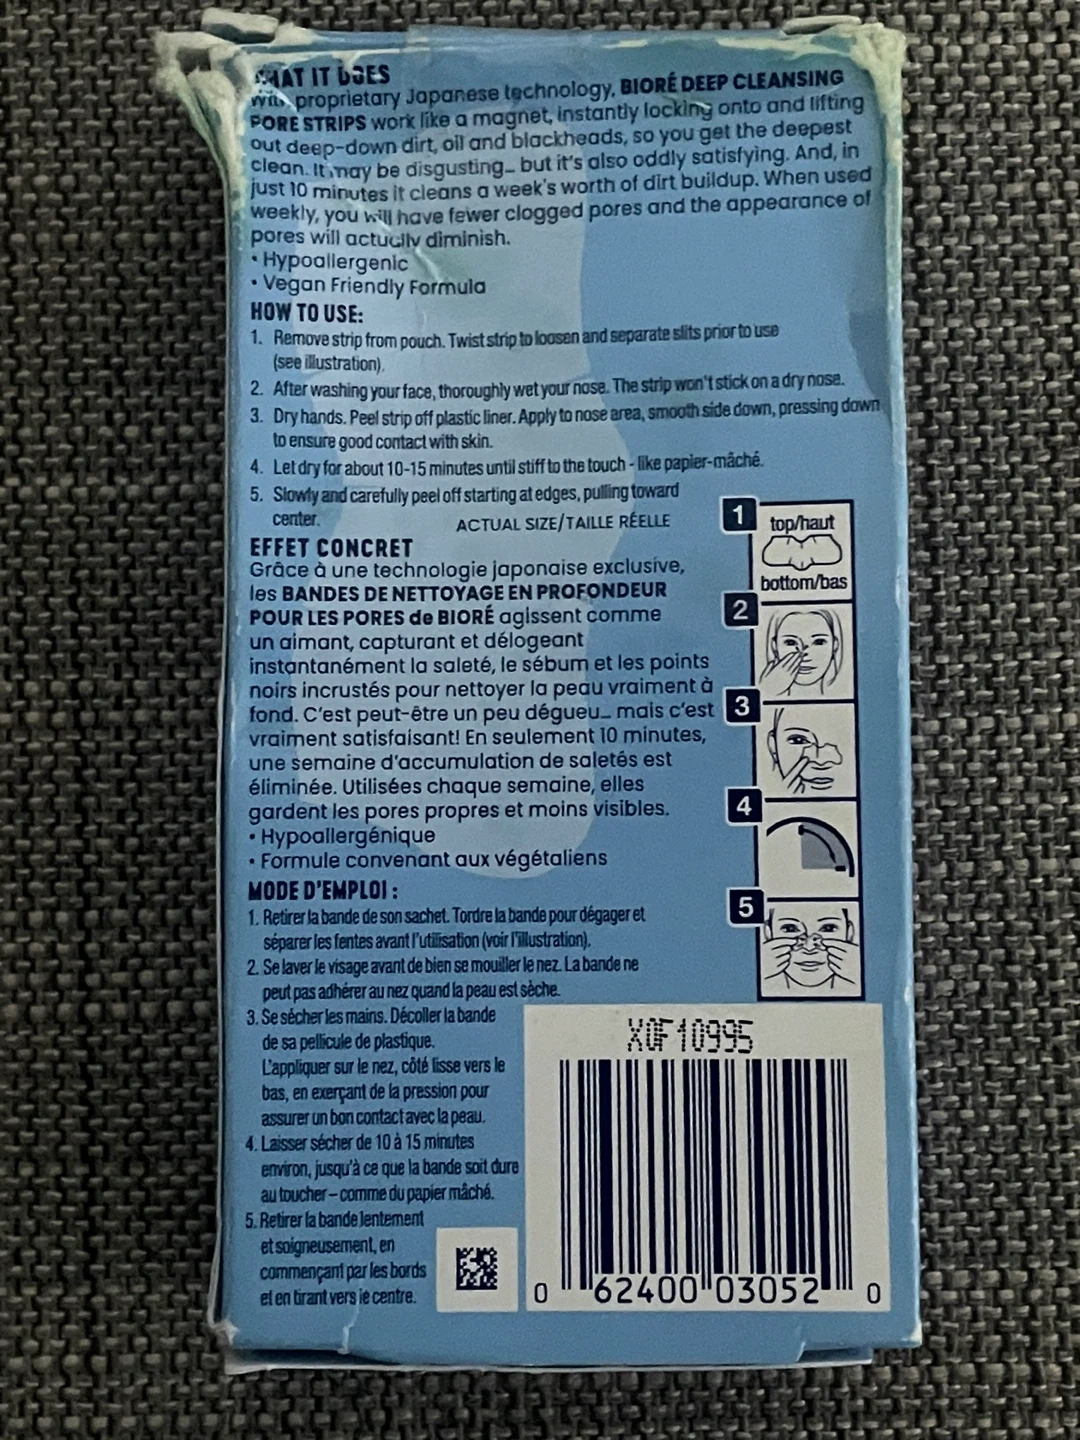 WHAT IT DOES
With proprietary Japanese technology, BIORÉ DEEP CLEANSING
PORE STRIPS work like a magnet, instantly locking onto and lifting
out deep-down dirt, oil and blackheads, so you get the deepest
clean. It may be disgusting… but it's also oddly satisfying. And, in
just 10 minutes it cleans a week's worth of dirt buildup. When used
weekly, you will have fewer clogged pores and the appearance of
pores will actually diminish.
• Hypoallergenic
• Vegan Friendly Formula
HOW TO USE:
1. Remove strip from pouch. Twist strip to loosen and separate slits prior to use
(see illustration).
2. After washing your face, thoroughly wet your nose. The strip won't stick on a dry nose.
3. Dry hands. Peel strip off plastic liner. Apply to nose area, smooth side down, pressing down
to ensure good contact with skin.
4. Let dry for about 10-15 minutes until stiff to the touch - like papier-mâché.
5. Slowly and carefully peel off starting at edges, pulling toward
center.
ACTUAL SIZE/TAILLE RÉELLE
EFFET CONCRET
Grâce à une technologie japonaise exclusive,
les BANDES DE NETTOYAGE EN PROFONDEUR
POUR LES PORES de BIORÉ agissent comme
un aimant, capturant et délogeant
instantanément la saleté, le sébum et les points
noirs incrustés pour nettoyer la peau vraiment à
fond. C'est peut-être un peu dégueu… mais c'est
vraiment satisfaisant! En seulement 10 minutes,
une semaine d'accumulation de saletés est
éliminée. Utilisées chaque semaine, elles
gardent les pores propres et moins visibles.
• Hypoallergénique
• Formule convenant aux végétaliens
MODE D'EMPLOI :
1. Retirer la bande de son sachet. Tordre la bande pour dégager et
séparer les fentes avant l'utilisation (voir l'illustration).
2. Se laver le visage avant de bien se mouiller le nez. La bande ne
peut pas adhérer au nez quand la peau est sèche.
3. Se sécher les mains. Décoller la bande
de sa pellicule de plastique.
L'appliquer sur le nez, côté lisse vers le
bas, en exerçant de la pression pour
assurer un bon contact avec la peau.
4. Laisser sécher de 10 à 15 minutes
environ, jusqu'à ce que la bande soit dure
au toucher – comme du papier mâché.
5. Retirer la bande lentement
et soigneusement, en
commençant par les bords
et en tirant vers le centre.
1
top/haut
bottom/bas
2
3
4
5
X0F10995
0 62400 03052 0